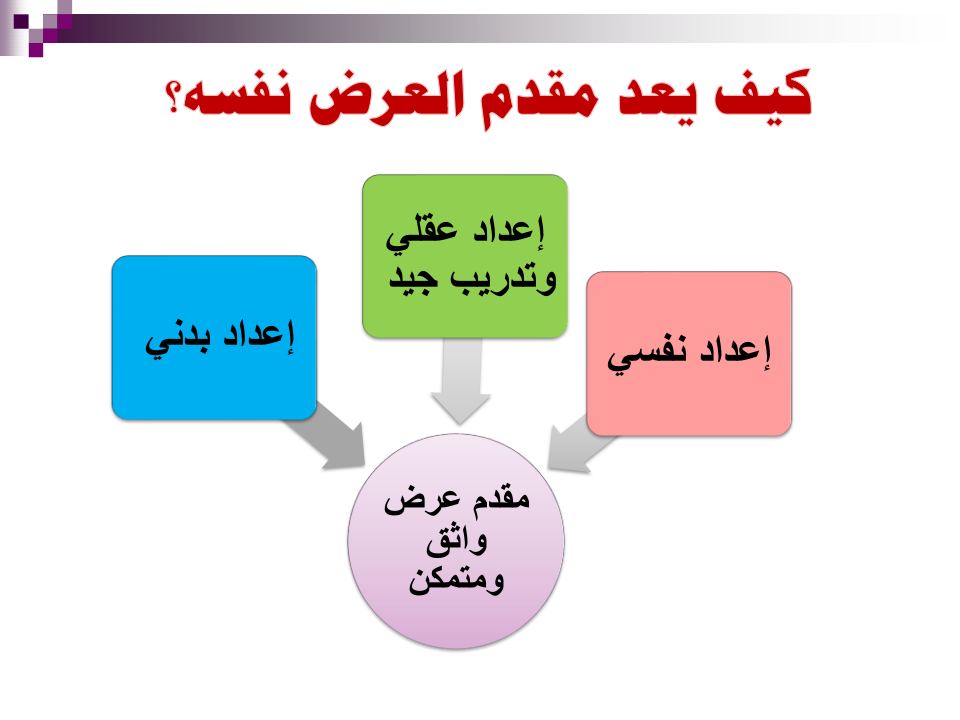 كيف يعد مقدم العرض نفسه؟
إعداد نفسي
إعداد عقلي
وتدريب جيد
إعداد بدني
مقدم عرض
واثق
ومتمكن